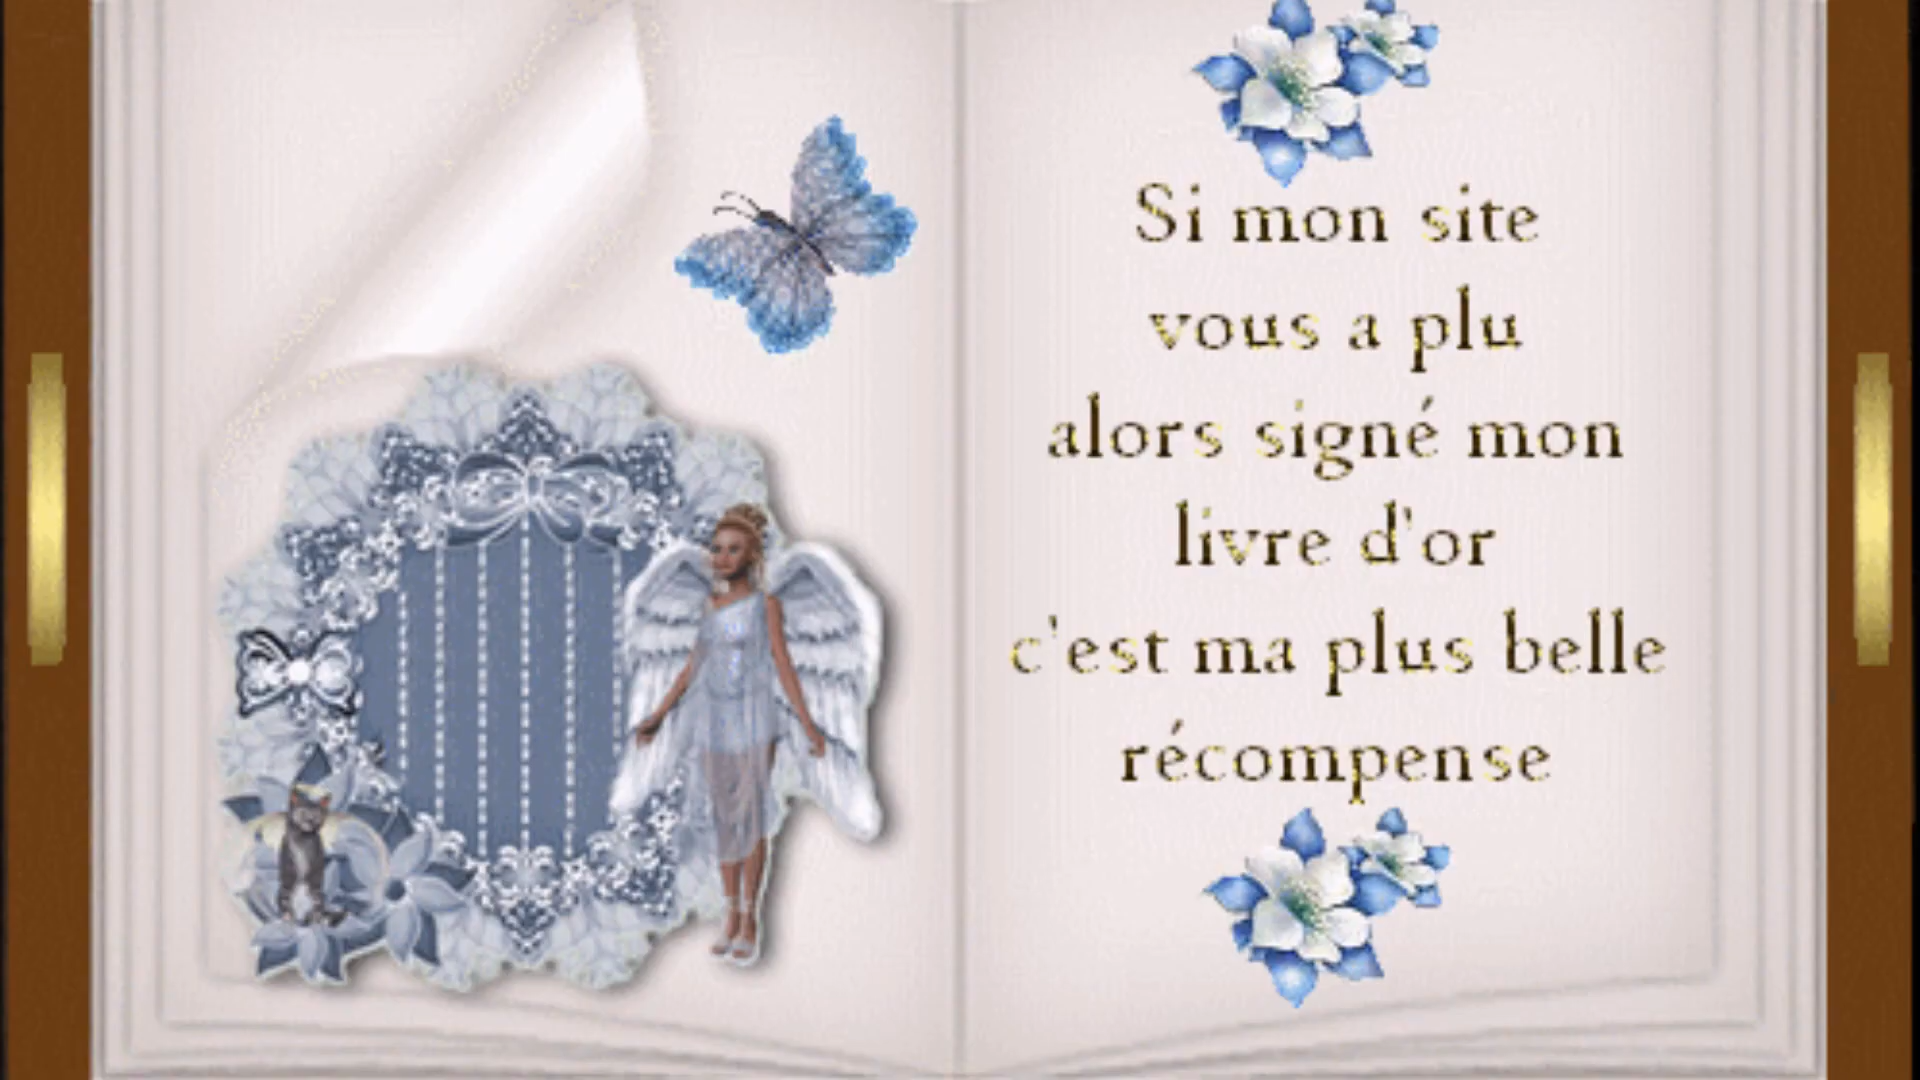 Si mon site
vous a plu
alors signé mon
livre d'or
c'est ma plus belle
récompense